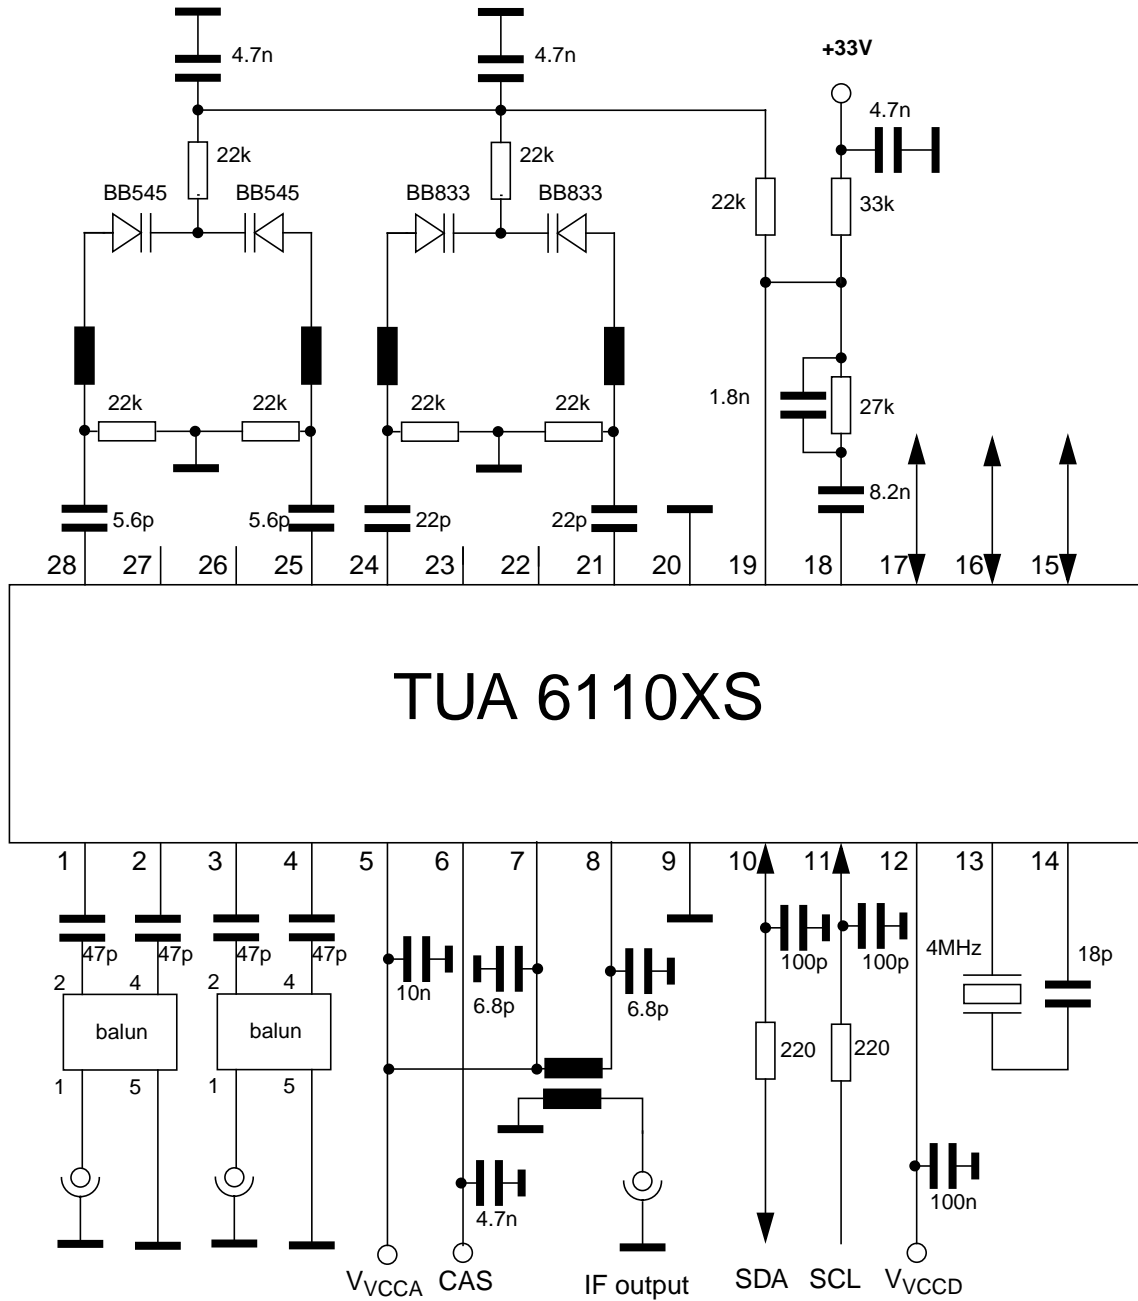 4.7n 4.7n +33V
4.7n
22k 22k
BB545 BB545 BB833 BB833 22k 33k
1.8n 27k
22k 22k 22k 22k
8.2n
5.6p 5.6p 22p 22p
28 27 26 25 24 23 22 21 20 19 18 17 16 15
TUA 6110XS
1 2 3 4 5 6 7 8 9 10 11 12 13 14
47p 47p 47p 47p 100p 100p 4MHz 18p
2 4 2 4 10n 6.8p 6.8p
balun balun 220 220
1 5 1 5
4.7n 100n
VVCCA CAS IF output SDA SCL VVCCD